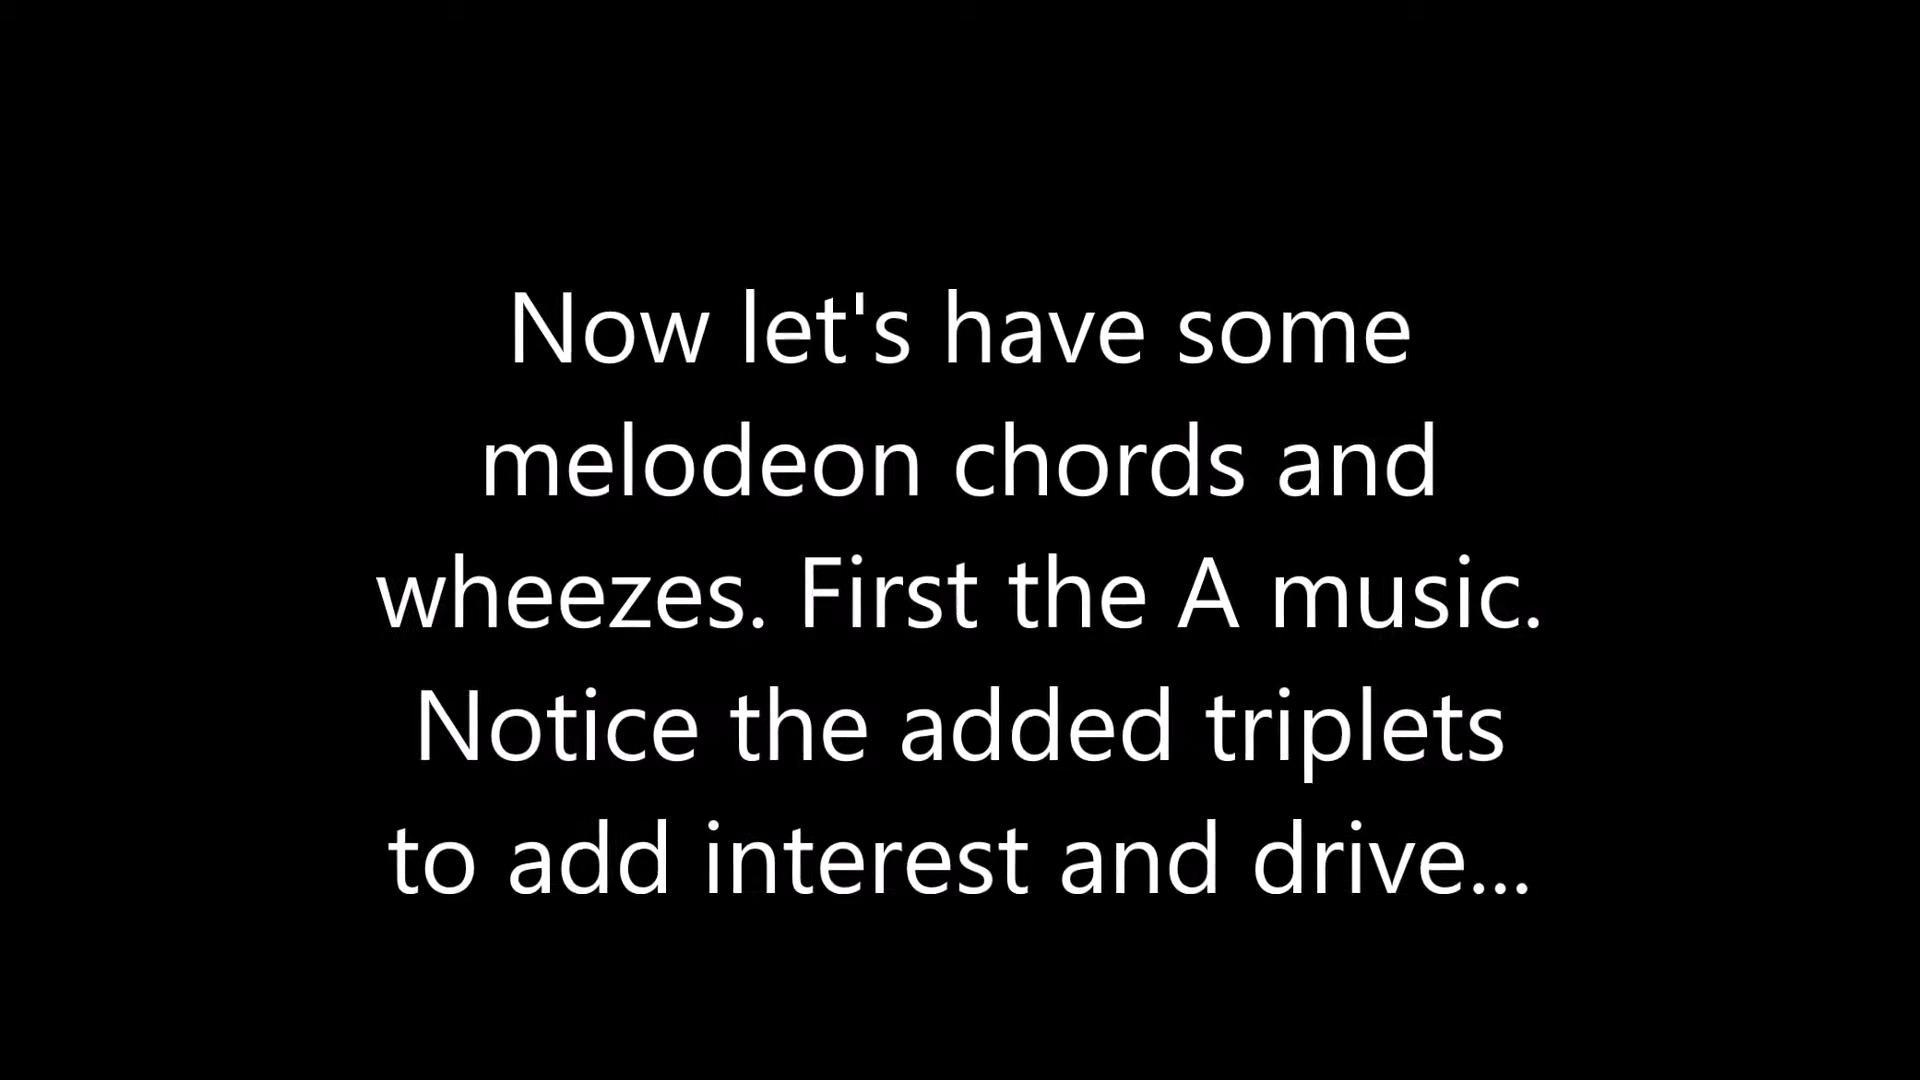 Now let's have some
melodeon chords and
wheezes. First the A music.
Notice the added triplets
to add interest and drive...